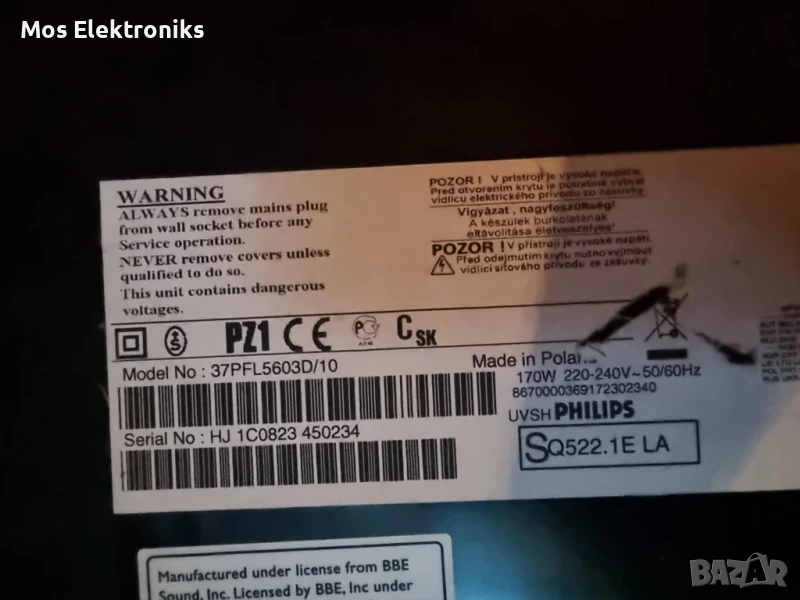 Mos Elektroniks
WARNING
ALWAYS remove mains plug
from wall socket before any
Service operation.
NEVER remove covers unless
qualified to do so.
This unit contains dangerous
voltages.
POZOR ! V prístroji je vysoké napätie.
Pred otvorením krytu je potrebné vybrat
vidlicu elektrického prívodu zo zásuvky.
Vigyázat, nagyfeszültség!
A készülék burkolatának
eltávolítása életveszélyes!
POZOR ! V přístroji je vysoké napětí.
Před odejmutím krytu nutno vyjmout
vidlici síťového přívodu ze zásuvky.
PZ1 CE C SK
Model No : 37PFL5603D/10
Serial No : HJ 1C0823 450234
Made in
170W 220-240V~50/60Hz
8670000369172302340
UVSH PHILIPS
SQ522.1E LA
Manufactured under license from BBE
Sound, Inc. Licensed by BBE, Inc under
BAZAR